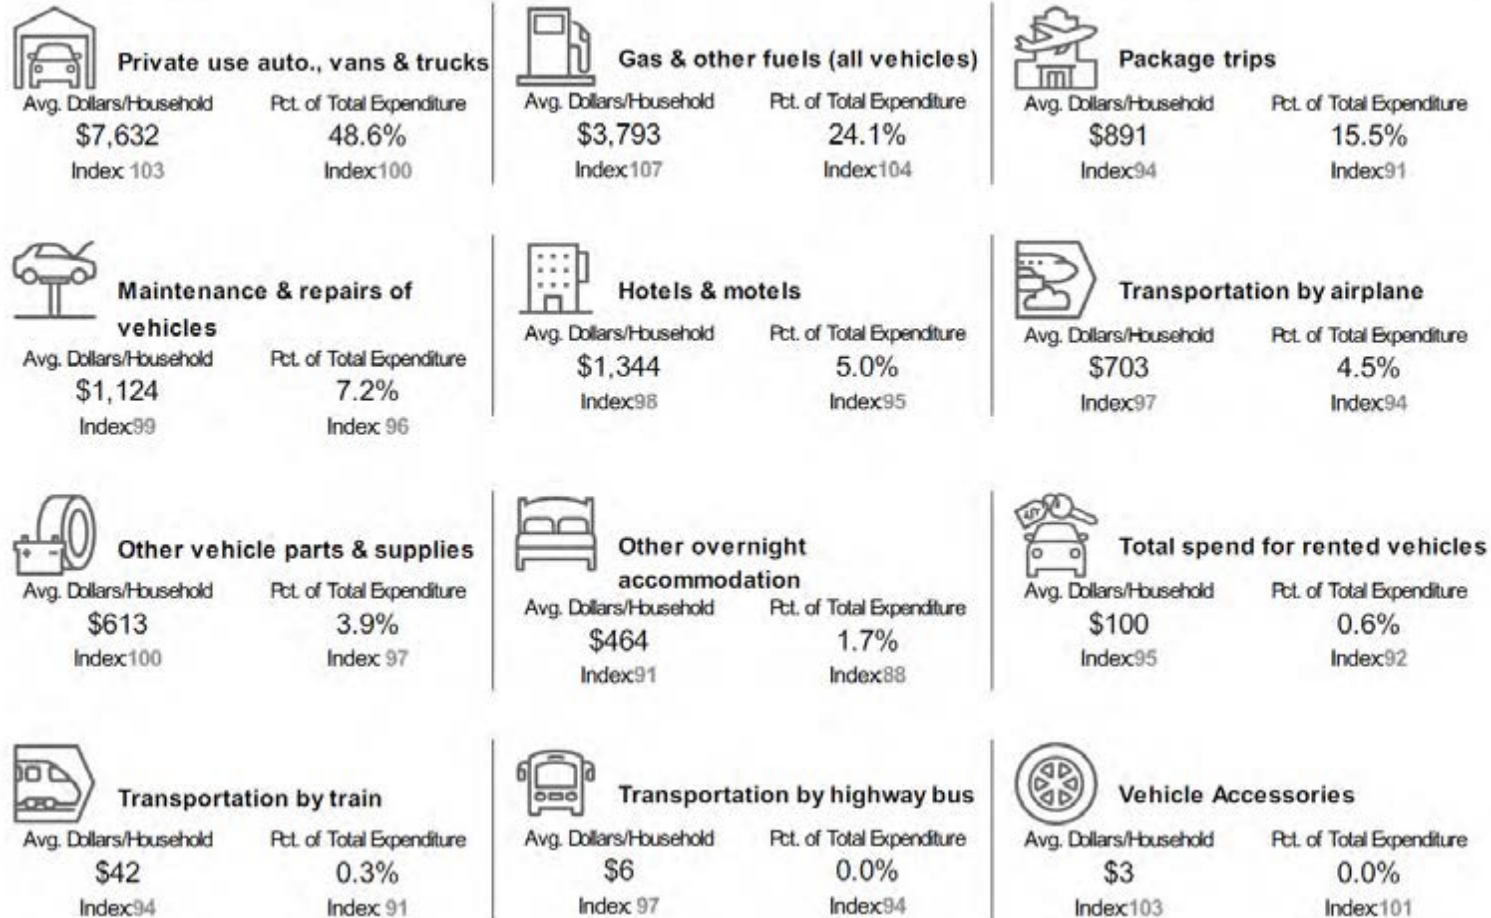 Private use auto., vans & trucks
Avg. Dollars/Household Pct. of Total Expenditure
$7,632 48.6%
Index 103 Index 100
Gas & other fuels (all vehicles)
Avg. Dollars/Household Pct. of Total Expenditure
$3,793 24.1%
Index 107 Index 104
Package trips
Avg. Dollars/Household Pct. of Total Expenditure
$891 15.5%
Index 94 Index 91
Maintenance & repairs of
vehicles
Avg. Dollars/Household Pct. of Total Expenditure
$1,124 7.2%
Index 99 Index 96
Hotels & motels
Avg. Dollars/Household Pct. of Total Expenditure
$1,344 5.0%
Index 98 Index 95
Transportation by airplane
Avg. Dollars/Household Pct. of Total Expenditure
$703 4.5%
Index 97 Index 94
Other vehicle parts & supplies
Avg. Dollars/Household Pct. of Total Expenditure
$613 3.9%
Index 100 Index 97
Other overnight
accommodation
Avg. Dollars/Household Pct. of Total Expenditure
$464 1.7%
Index 91 Index 88
Total spend for rented vehicles
Avg. Dollars/Household Pct. of Total Expenditure
$100 0.6%
Index 95 Index 92
Transportation by train
Avg. Dollars/Household Pct. of Total Expenditure
$42 0.3%
Index 94 Index 91
Transportation by highway bus
Avg. Dollars/Household Pct. of Total Expenditure
$6 0.0%
Index 97 Index 94
Vehicle Accessories
Avg. Dollars/Household Pct. of Total Expenditure
$3 0.0%
Index 103 Index 101